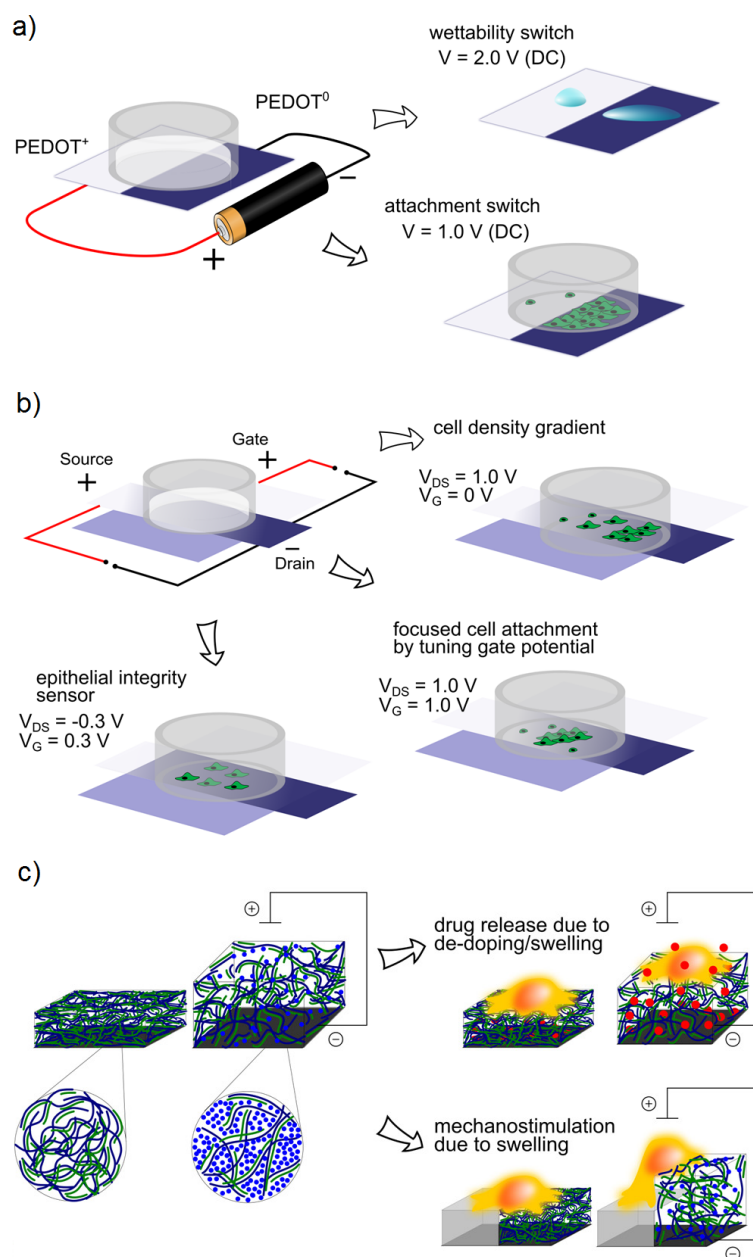 a)
wettability switch
V = 2.0 V (DC)
PEDOT⁰
PEDOT⁺
−
+
attachment switch
V = 1.0 V (DC)
b)
Source
+
Gate
+
−
Drain
cell density gradient
V_DS = 1.0 V
V_G = 0 V
epithelial integrity
sensor
V_DS = -0.3 V
V_G = 0.3 V
focused cell attachment
by tuning gate potential
V_DS = 1.0 V
V_G = 1.0 V
c)
+
−
drug release due to
de-doping/swelling
+
−
mechanostimulation
due to swelling
+
−